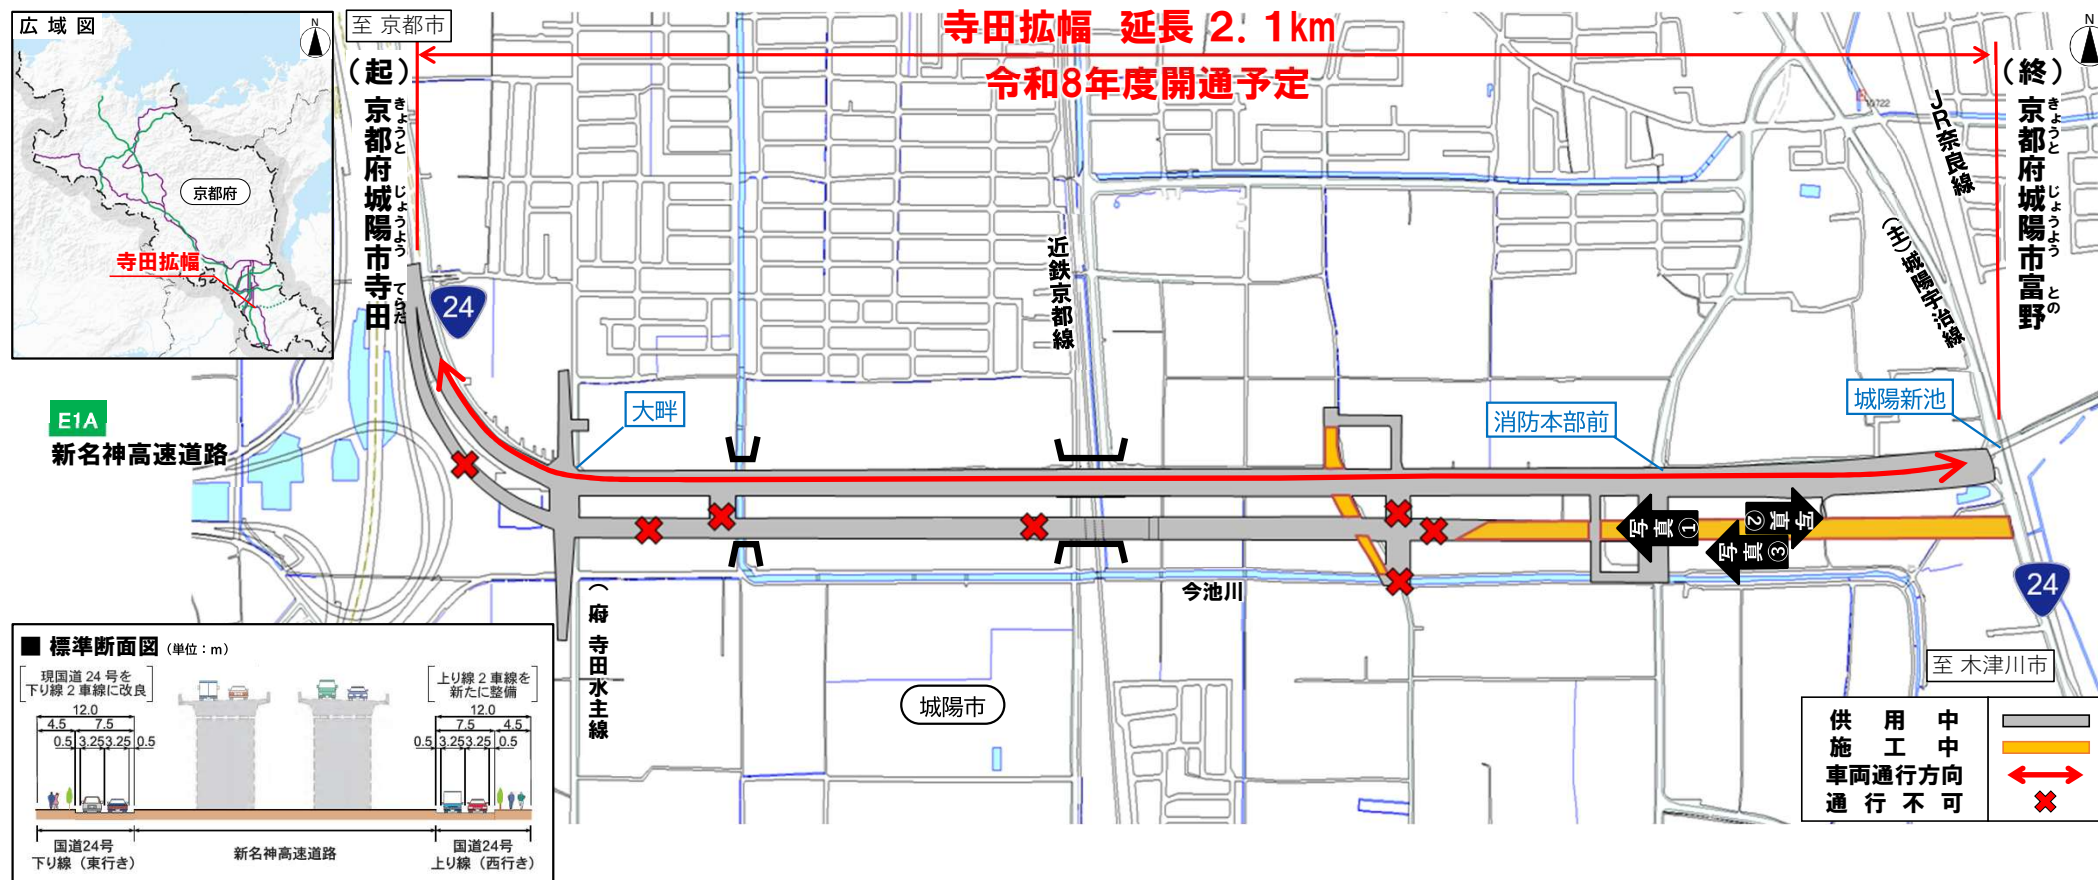 広域図
N
京都府
寺田拡幅
至 京都市
寺田拡幅 延長 2. 1km
令和8年度開通予定
N
(起)
京都府城陽市寺田
きょうと じょうよう てらだ
(終)
京都府城陽市富野
きょうと じょうよう との
24
E1A
新名神高速道路
大畔
近鉄京都線
消防本部前
城陽新池
JR奈良線
(主)城陽宇治線
10722
写真①
写真②
写真③
今池川
(府 寺田水主線
城陽市
24
至 木津川市
■ 標準断面図 (単位:m)
現国道 24 号を
下り線 2 車線に改良
上り線 2 車線を
新たに整備
12.0
4.5 7.5
0.5 3.25 3.25 0.5
12.0
7.5 4.5
0.5 3.25 3.25 0.5
国道24号
下り線(東行き)
新名神高速道路
国道24号
上り線(西行き)
供用中
施工中
車両通行方向
通行不可